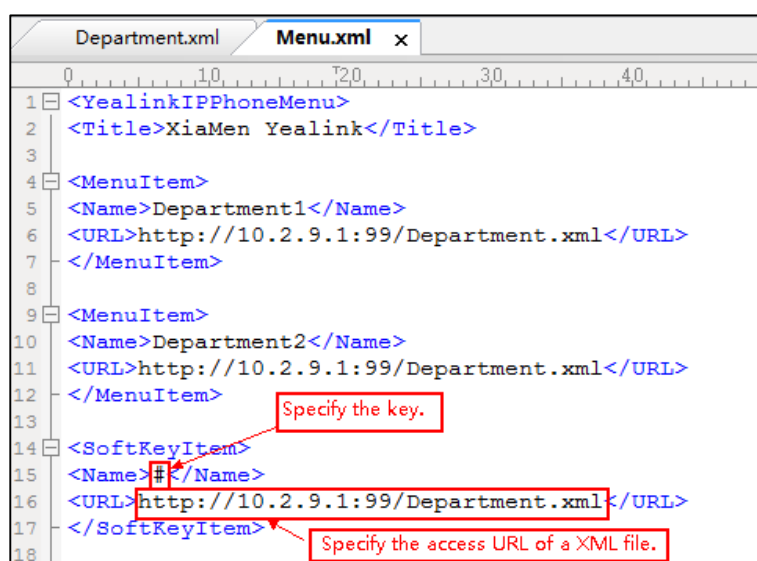 Department.xml Menu.xml x
0 10 20 30 40
1 <YealinkIPPhoneMenu>
2 <Title>XiaMen Yealink</Title>
3
4 <MenuItem>
5 <Name>Department1</Name>
6 <URL>http://10.2.9.1:99/Department.xml</URL>
7 </MenuItem>
8
9 <MenuItem>
10 <Name>Department2</Name>
11 <URL>http://10.2.9.1:99/Department.xml</URL>
12 </MenuItem>
13 Specify the key.
14 <SoftKeyItem>
15 <Name>#</Name>
16 <URL>http://10.2.9.1:99/Department.xml</URL>
17 </SoftKeyItem>
Specify the access URL of a XML file.
18